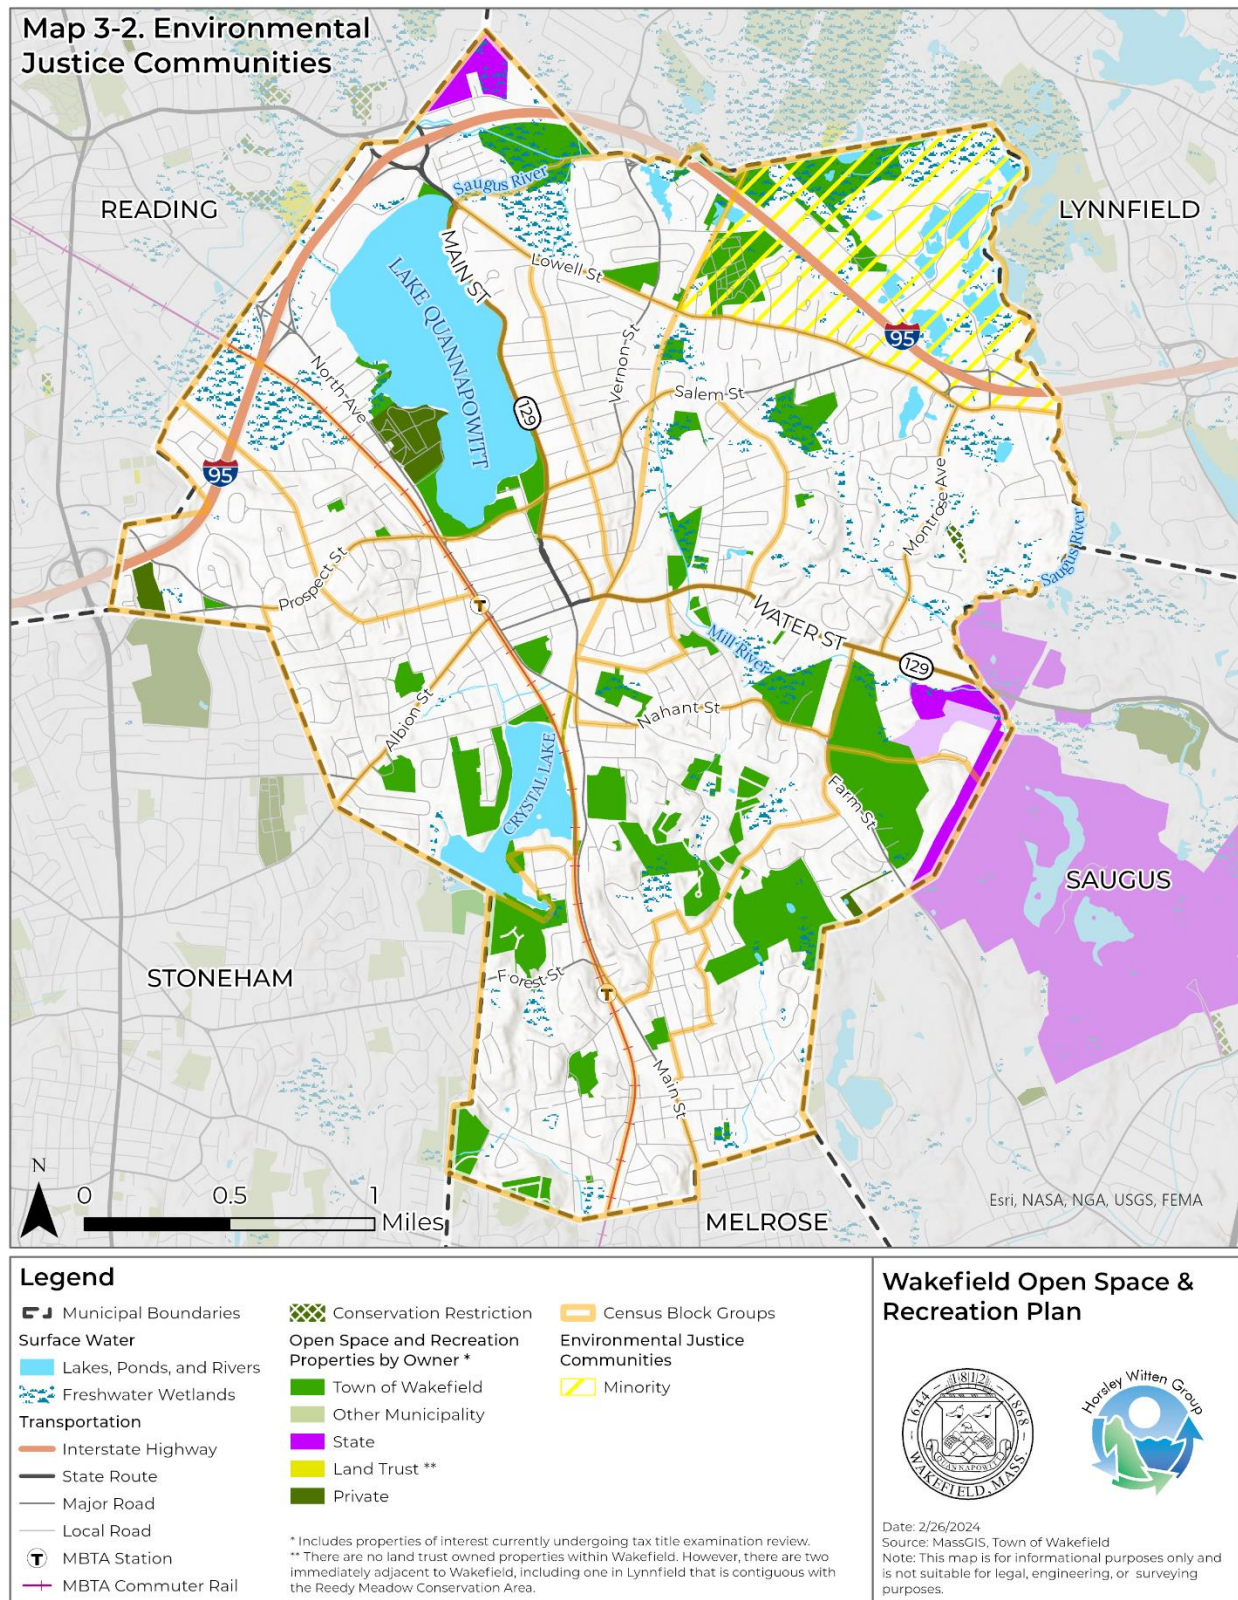 Map 3-2. Environmental
Justice Communities
READING
LYNNFIELD
Saugus River
MAIN ST
Lowell St
LAKE QUANNAPOWITT
Vernon St
95
North Ave
129
Salem St
95
Montrose Ave
Saugus River
Prospect St
T
WATER ST
Mill River
129
Albion St
Nahant St
CRYSTAL LAKE
Farm St
SAUGUS
STONEHAM
Forest St
T
Main St
N
0 0.5 1
Miles
MELROSE
Esri, NASA, NGA, USGS, FEMA
Legend
Municipal Boundaries
Surface Water
Lakes, Ponds, and Rivers
Freshwater Wetlands
Transportation
Interstate Highway
State Route
Major Road
Local Road
T MBTA Station
MBTA Commuter Rail
Conservation Restriction
Open Space and Recreation
Properties by Owner *
Town of Wakefield
Other Municipality
State
Land Trust **
Private
Census Block Groups
Environmental Justice
Communities
Minority
* Includes properties of interest currently undergoing tax title examination review.
** There are no land trust owned properties within Wakefield. However, there are two
immediately adjacent to Wakefield, including one in Lynnfield that is contiguous with
the Reedy Meadow Conservation Area.
Wakefield Open Space &
Recreation Plan
1644 – 1812 – 1868
WAKEFIELD, MASS.
QUANNAPOWITT
Horsley Witten Group
Date: 2/26/2024
Source: MassGIS, Town of Wakefield
Note: This map is for informational purposes only and
is not suitable for legal, engineering, or surveying
purposes.